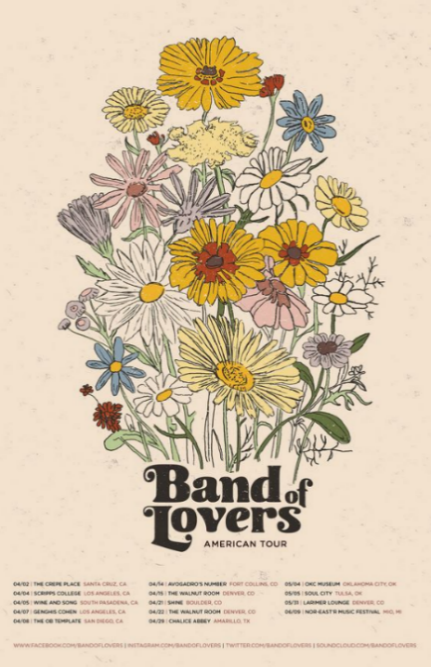 Band of
Lovers
AMERICAN TOUR
04/02 | THE CREPE PLACE SANTA CRUZ, CA
04/04 | SCRIPPS COLLEGE LOS ANGELES, CA
04/05 | WINE AND SONG SOUTH PASADENA, CA
04/07 | GENGHIS COHEN LOS ANGELES, CA
04/08 | THE OB TEMPLATE SAN DIEGO, CA
04/14 | AVOGADRO'S NUMBER FORT COLLINS, CO
04/15 | THE WALNUT ROOM DENVER, CO
04/21 | SHINE BOULDER, CO
04/22 | THE WALNUT ROOM DENVER, CO
04/29 | CHALICE ABBEY AMARILLO, TX
05/04 | OKC MUSEUM OKLAHOMA CITY, OK
05/05 | SOUL CITY TULSA, OK
05/31 | LARIMER LOUNGE DENVER, CO
06/09 | NOR-EAST'R MUSIC FESTIVAL MIO, MI
WWW.FACEBOOK.COM/BANDOFLOVERS | INSTAGRAM.COM/BANDOFLOVERS | TWITTER.COM/BANDOFLOVERS | SOUNDCLOUD.COM/BANDOFLOVERS